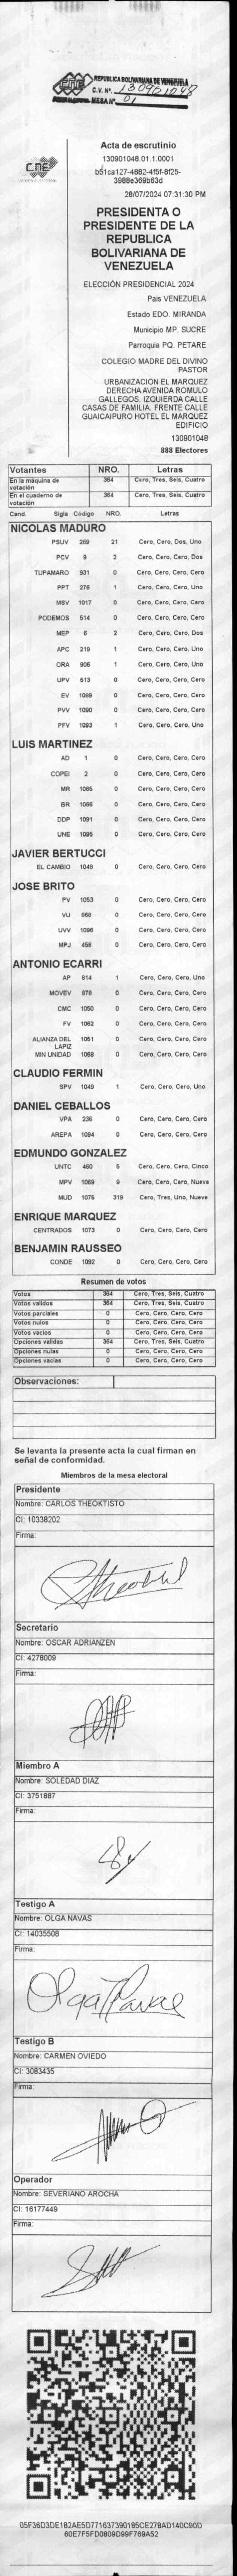 REPUBLICA BOLIVARIANA DE VENEZUELA
C.V. Nº. 130901048
MESA Nº 01
CNE
Acta de escrutinio
130901048.01.1.0001
b51ca127-4882-4f5f-8f25-
3988e369b63d
28/07/2024 07:31:30 PM
PRESIDENTA O
PRESIDENTE DE LA
REPUBLICA
BOLIVARIANA DE
VENEZUELA
ELECCIÓN PRESIDENCIAL 2024
Pais VENEZUELA
Estado EDO. MIRANDA
Municipio MP. SUCRE
Parroquia PQ. PETARE
COLEGIO MADRE DEL DIVINO
PASTOR
URBANIZACION EL MARQUEZ
DERECHA AVENIDA ROMULO
GALLEGOS. IZQUIERDA CALLE
CASAS DE FAMILIA. FRENTE CALLE
GUAICAIPURO HOTEL EL MARQUEZ
EDIFICIO
130901048
888 Electores
Votantes NRO. Letras
En la máquina de votación 364 Cero, Tres, Seis, Cuatro
En el cuaderno de votación 364 Cero, Tres, Seis, Cuatro
Cand. Sigla Código NRO. Letras
NICOLAS MADURO
PSUV 269 21 Cero, Cero, Dos, Uno
PCV 9 2 Cero, Cero, Cero, Dos
TUPAMARO 931 0 Cero, Cero, Cero, Cero
PPT 276 1 Cero, Cero, Cero, Uno
MSV 1017 0 Cero, Cero, Cero, Cero
PODEMOS 514 0 Cero, Cero, Cero, Cero
MEP 6 2 Cero, Cero, Cero, Dos
APC 219 1 Cero, Cero, Cero, Uno
ORA 906 1 Cero, Cero, Cero, Uno
UPV 613 0 Cero, Cero, Cero, Cero
EV 1089 0 Cero, Cero, Cero, Cero
PVV 1090 0 Cero, Cero, Cero, Cero
PFV 1093 1 Cero, Cero, Cero, Uno
LUIS MARTINEZ
AD 1 0 Cero, Cero, Cero, Cero
COPEI 2 0 Cero, Cero, Cero, Cero
MR 1065 0 Cero, Cero, Cero, Cero
BR 1066 0 Cero, Cero, Cero, Cero
DDP 1091 0 Cero, Cero, Cero, Cero
UNE 1095 0 Cero, Cero, Cero, Cero
JAVIER BERTUCCI
EL CAMBIO 1048 0 Cero, Cero, Cero, Cero
JOSE BRITO
PV 1053 0 Cero, Cero, Cero, Cero
VU 868 0 Cero, Cero, Cero, Cero
UVV 1096 0 Cero, Cero, Cero, Cero
MPJ 458 0 Cero, Cero, Cero, Cero
ANTONIO ECARRI
AP 814 1 Cero, Cero, Cero, Uno
MOVEV 878 0 Cero, Cero, Cero, Cero
CMC 1050 0 Cero, Cero, Cero, Cero
FV 1062 0 Cero, Cero, Cero, Cero
ALIANZA DEL LAPIZ 1051 0 Cero, Cero, Cero, Cero
MIN UNIDAD 1068 0 Cero, Cero, Cero, Cero
CLAUDIO FERMIN
SPV 1049 1 Cero, Cero, Cero, Uno
DANIEL CEBALLOS
VPA 236 0 Cero, Cero, Cero, Cero
AREPA 1094 0 Cero, Cero, Cero, Cero
EDMUNDO GONZALEZ
UNTC 460 5 Cero, Cero, Cero, Cinco
MPV 1069 9 Cero, Cero, Cero, Nueve
MUD 1075 319 Cero, Tres, Uno, Nueve
ENRIQUE MARQUEZ
CENTRADOS 1073 0 Cero, Cero, Cero, Cero
BENJAMIN RAUSSEO
CONDE 1092 0 Cero, Cero, Cero, Cero
Resumen de votos
Votos 364 Cero, Tres, Seis, Cuatro
Votos validos 364 Cero, Tres, Seis, Cuatro
Votos parciales 0 Cero, Cero, Cero, Cero
Votos nulos 0 Cero, Cero, Cero, Cero
Votos vacios 0 Cero, Cero, Cero, Cero
Opciones validas 364 Cero, Tres, Seis, Cuatro
Opciones nulas 0 Cero, Cero, Cero, Cero
Opciones vacias 0 Cero, Cero, Cero, Cero
Observaciones:
Se levanta la presente acta la cual firman en
señal de conformidad.
Miembros de la mesa electoral
Presidente
Nombre: CARLOS THEOKTISTO
CI: 10338202
Firma:
Secretario
Nombre: OSCAR ADRIANZEN
CI: 4278009
Firma:
Miembro A
Nombre: SOLEDAD DIAZ
CI: 3751887
Firma:
Testigo A
Nombre: OLGA NAVAS
CI: 14035508
Firma:
Olga Navas
Testigo B
Nombre: CARMEN OVIEDO
CI: 3083435
Firma:
Operador
Nombre: SEVERIANO AROCHA
CI: 16177449
Firma:
05F36D3DE182AE5D771637390185CE278AD140C90D
60E7F5FD0809D99F769A52